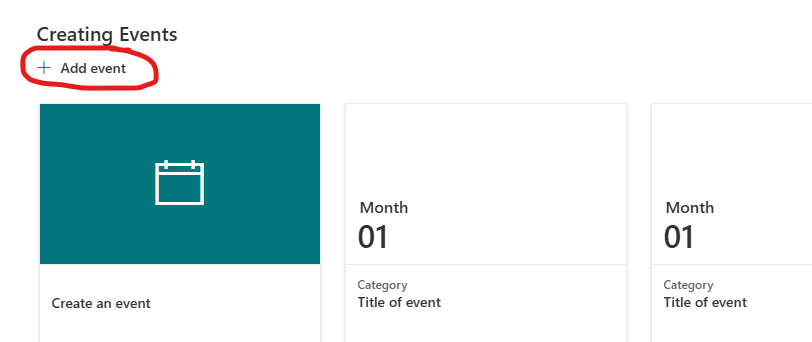 Creating Events
+ Add event
Month
01
Month
01
Create an event
Category
Title of event
Category
Title of event